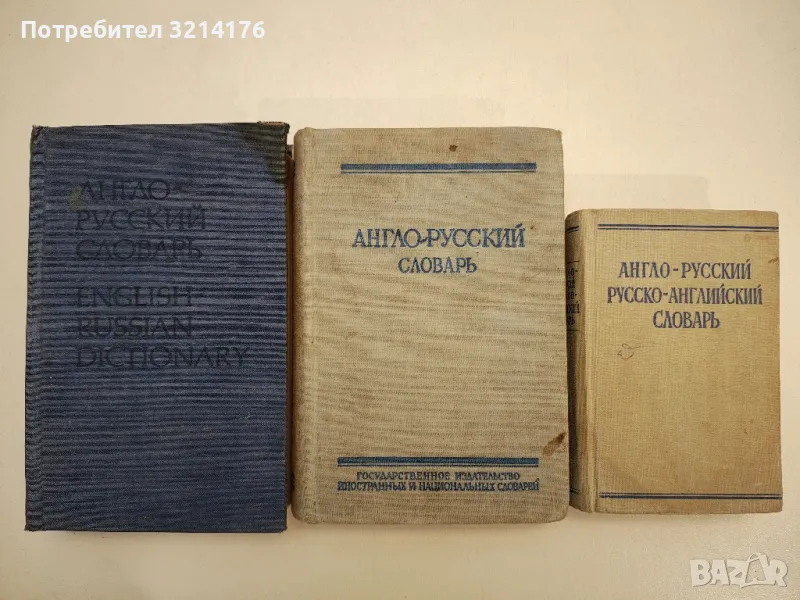 Потребител 3214176
АНГЛО-
РУССКИЙ
СЛОВАРЬ
ENGLISH-
RUSSIAN
DICTIONARY
АНГЛО-РУССКИЙ
СЛОВАРЬ
ГОСУДАРСТВЕННОЕ ИЗДАТЕЛЬСТВО
ИНОСТРАННЫХ И НАЦИОНАЛЬНЫХ СЛОВАРЕЙ
АНГЛО-РУССКИЙ
РУССКО-АНГЛИЙСКИЙ
СЛОВАРЬ
BAZAR